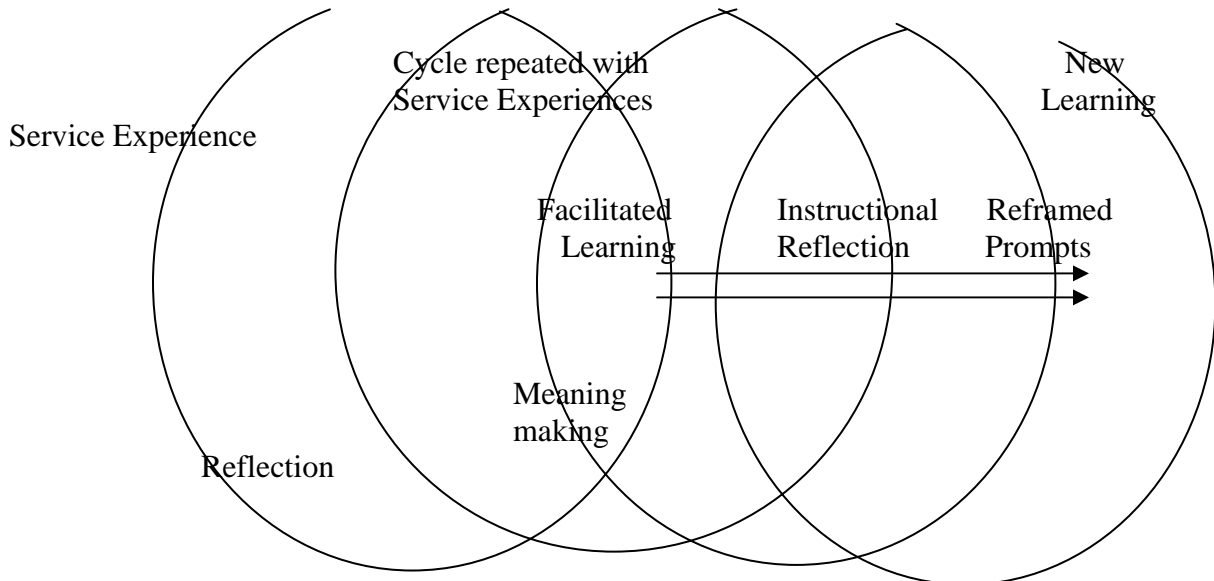 Service Experience
Cycle repeated with
Service Experiences
New
Learning
Facilitated
Learning
Instructional
Reflection
Reframed
Prompts
Meaning
making
Reflection